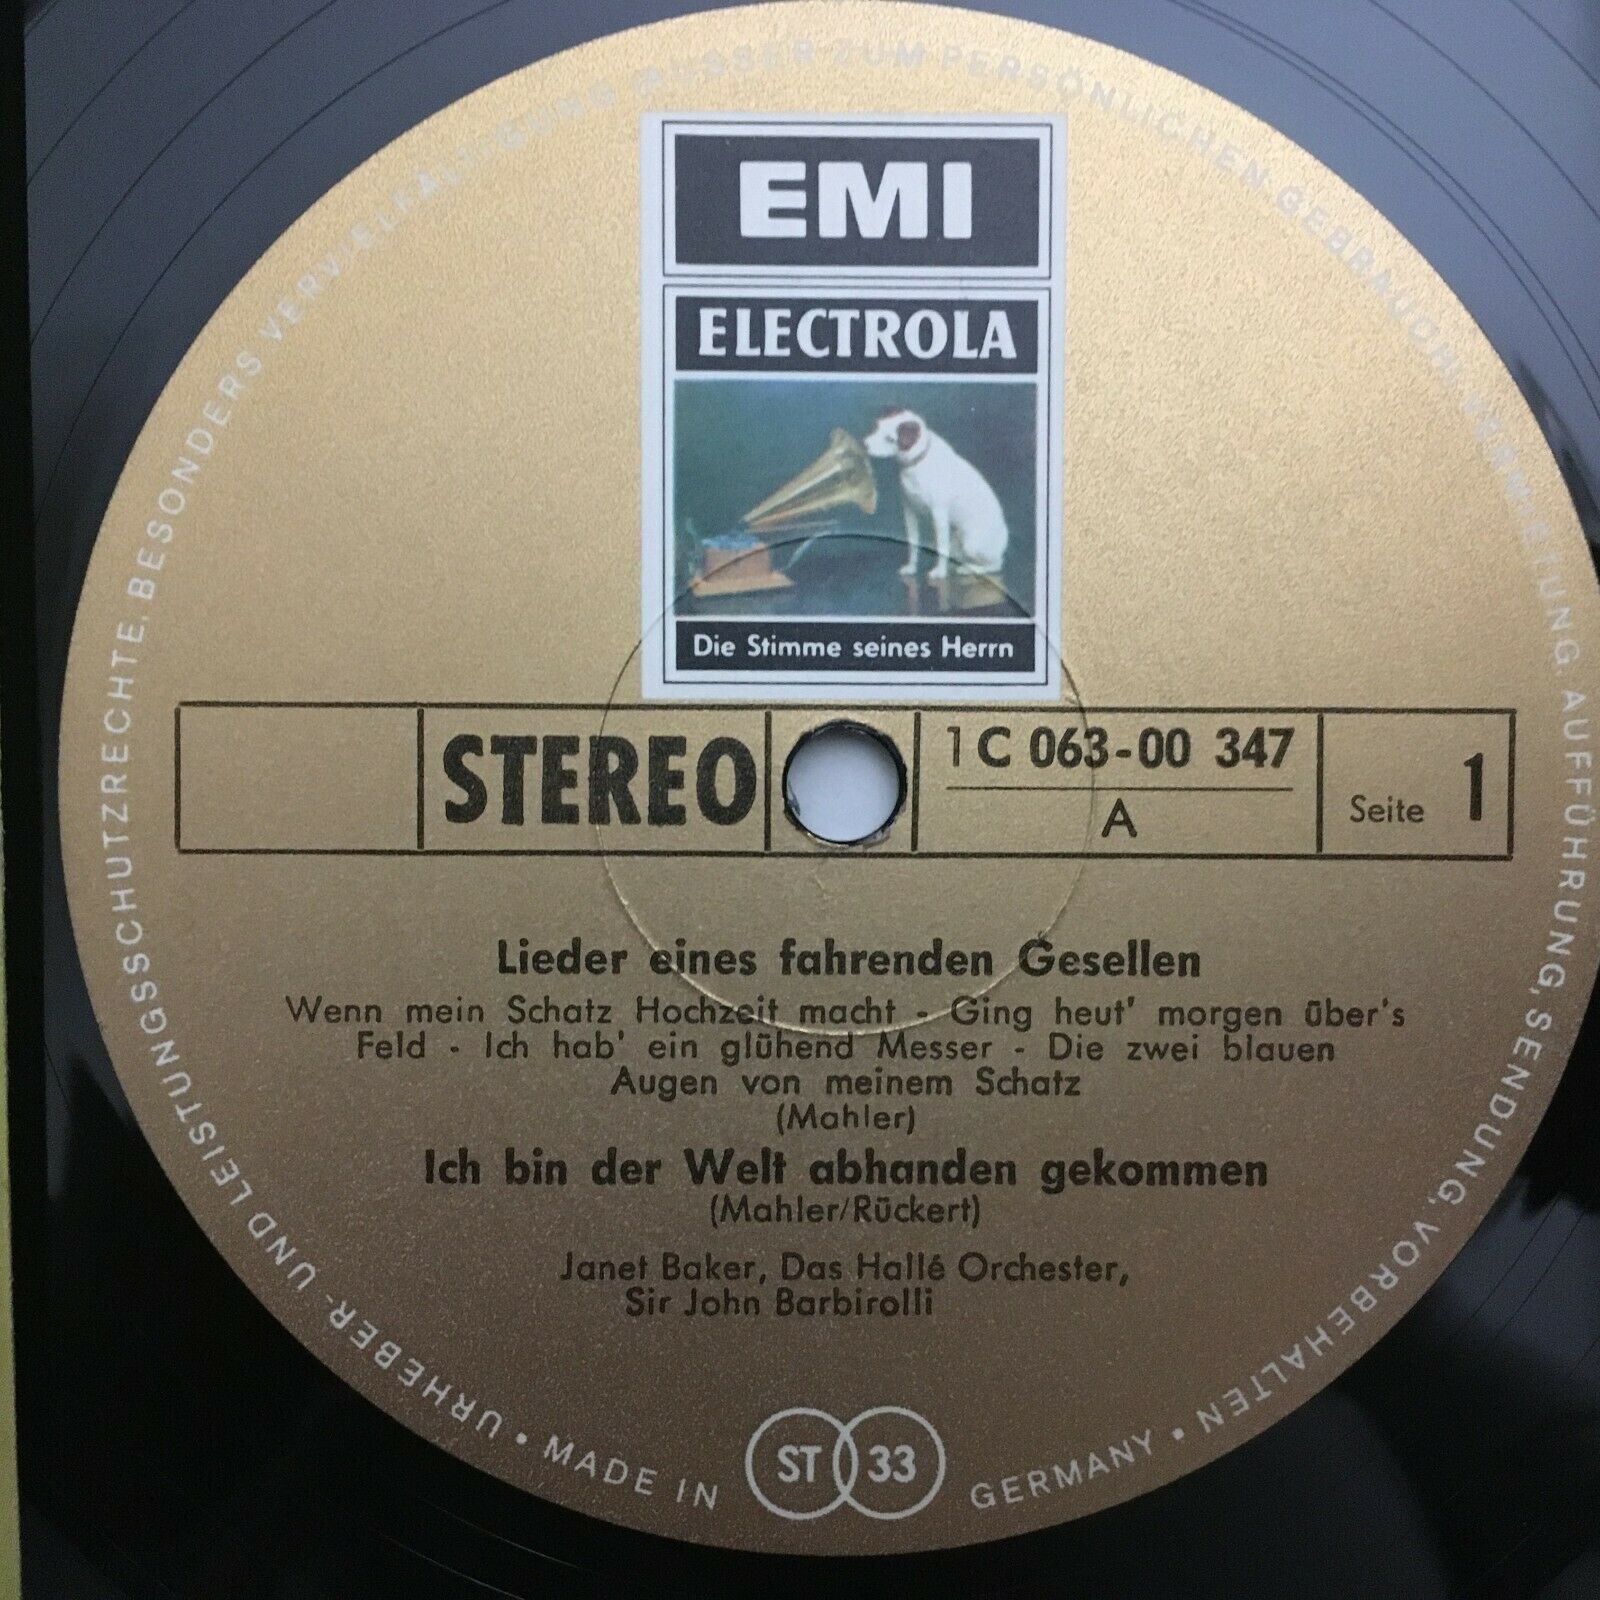 EMI
ELECTROLA
Die Stimme seines Herrn
STEREO
1 C 063-00 347
A
Seite 1
Lieder eines fahrenden Gesellen
Wenn mein Schatz Hochzeit macht - Ging heut' morgen über's
Feld - Ich hab' ein glühend Messer - Die zwei blauen
Augen von meinem Schatz
(Mahler)
Ich bin der Welt abhanden gekommen
(Mahler/Rückert)
Janet Baker, Das Hallé Orchester,
Sir John Barbirolli
URHEBER- UND LEISTUNGSSCHUTZRECHTE, BESONDERS VERVIELFÄLTIGUNG (AUSSER ZUM PERSÖNLICHEN GEBRAUCH), VERMIETUNG, AUFFÜHRUNG, SENDUNG, VORBEHALTEN •
• MADE IN ST 33 GERMANY